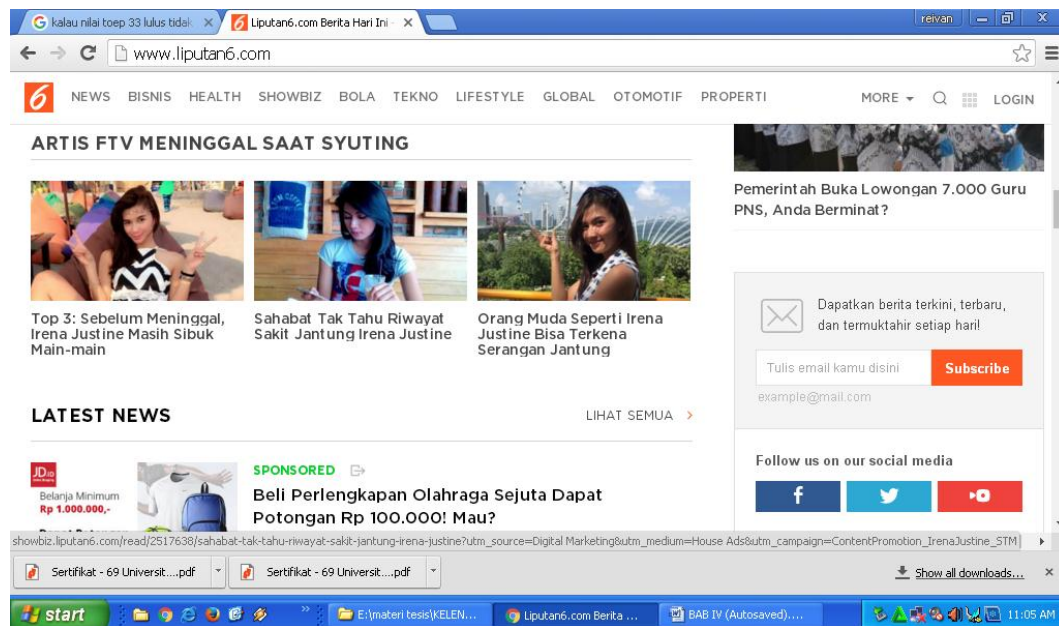 kalau nilai toep 33 lulus tidak
Liputan6.com Berita Hari Ini -
reivan
www.liputan6.com
6 NEWS BISNIS HEALTH SHOWBIZ BOLA TEKNO LIFESTYLE GLOBAL OTOMOTIF PROPERTI MORE LOGIN
ARTIS FTV MENINGGAL SAAT SYUTING
Top 3: Sebelum Meninggal,
Irena Justine Masih Sibuk
Main-main
Sahabat Tak Tahu Riwayat
Sakit Jantung Irena Justine
Orang Muda Seperti Irena
Justine Bisa Terkena
Serangan Jantung
Pemerintah Buka Lowongan 7.000 Guru
PNS, Anda Berminat?
Dapatkan berita terkini, terbaru,
dan termuktahir setiap hari!
Tulis email kamu disini Subscribe
example@mail.com
Follow us on our social media
LATEST NEWS LIHAT SEMUA
JD.ID
Belanja Minimum
Rp 1.000.000,-
SPONSORED
Beli Perlengkapan Olahraga Sejuta Dapat
Potongan Rp 100.000! Mau?
showbiz.liputan6.com/read/2517638/sahabat-tak-tahu-riwayat-sakit-jantung-irena-justine?utm_source=Digital Marketing&utm_medium=House Ads&utm_campaign=ContentPromotion_IrenaJustine_STM
Sertifikat - 69 Universit....pdf
Sertifikat - 69 Universit....pdf
Show all downloads...
start
E:\materi tesis\KELEN...
Liputan6.com Berita ...
BAB IV (Autosaved)....
11:05 AM